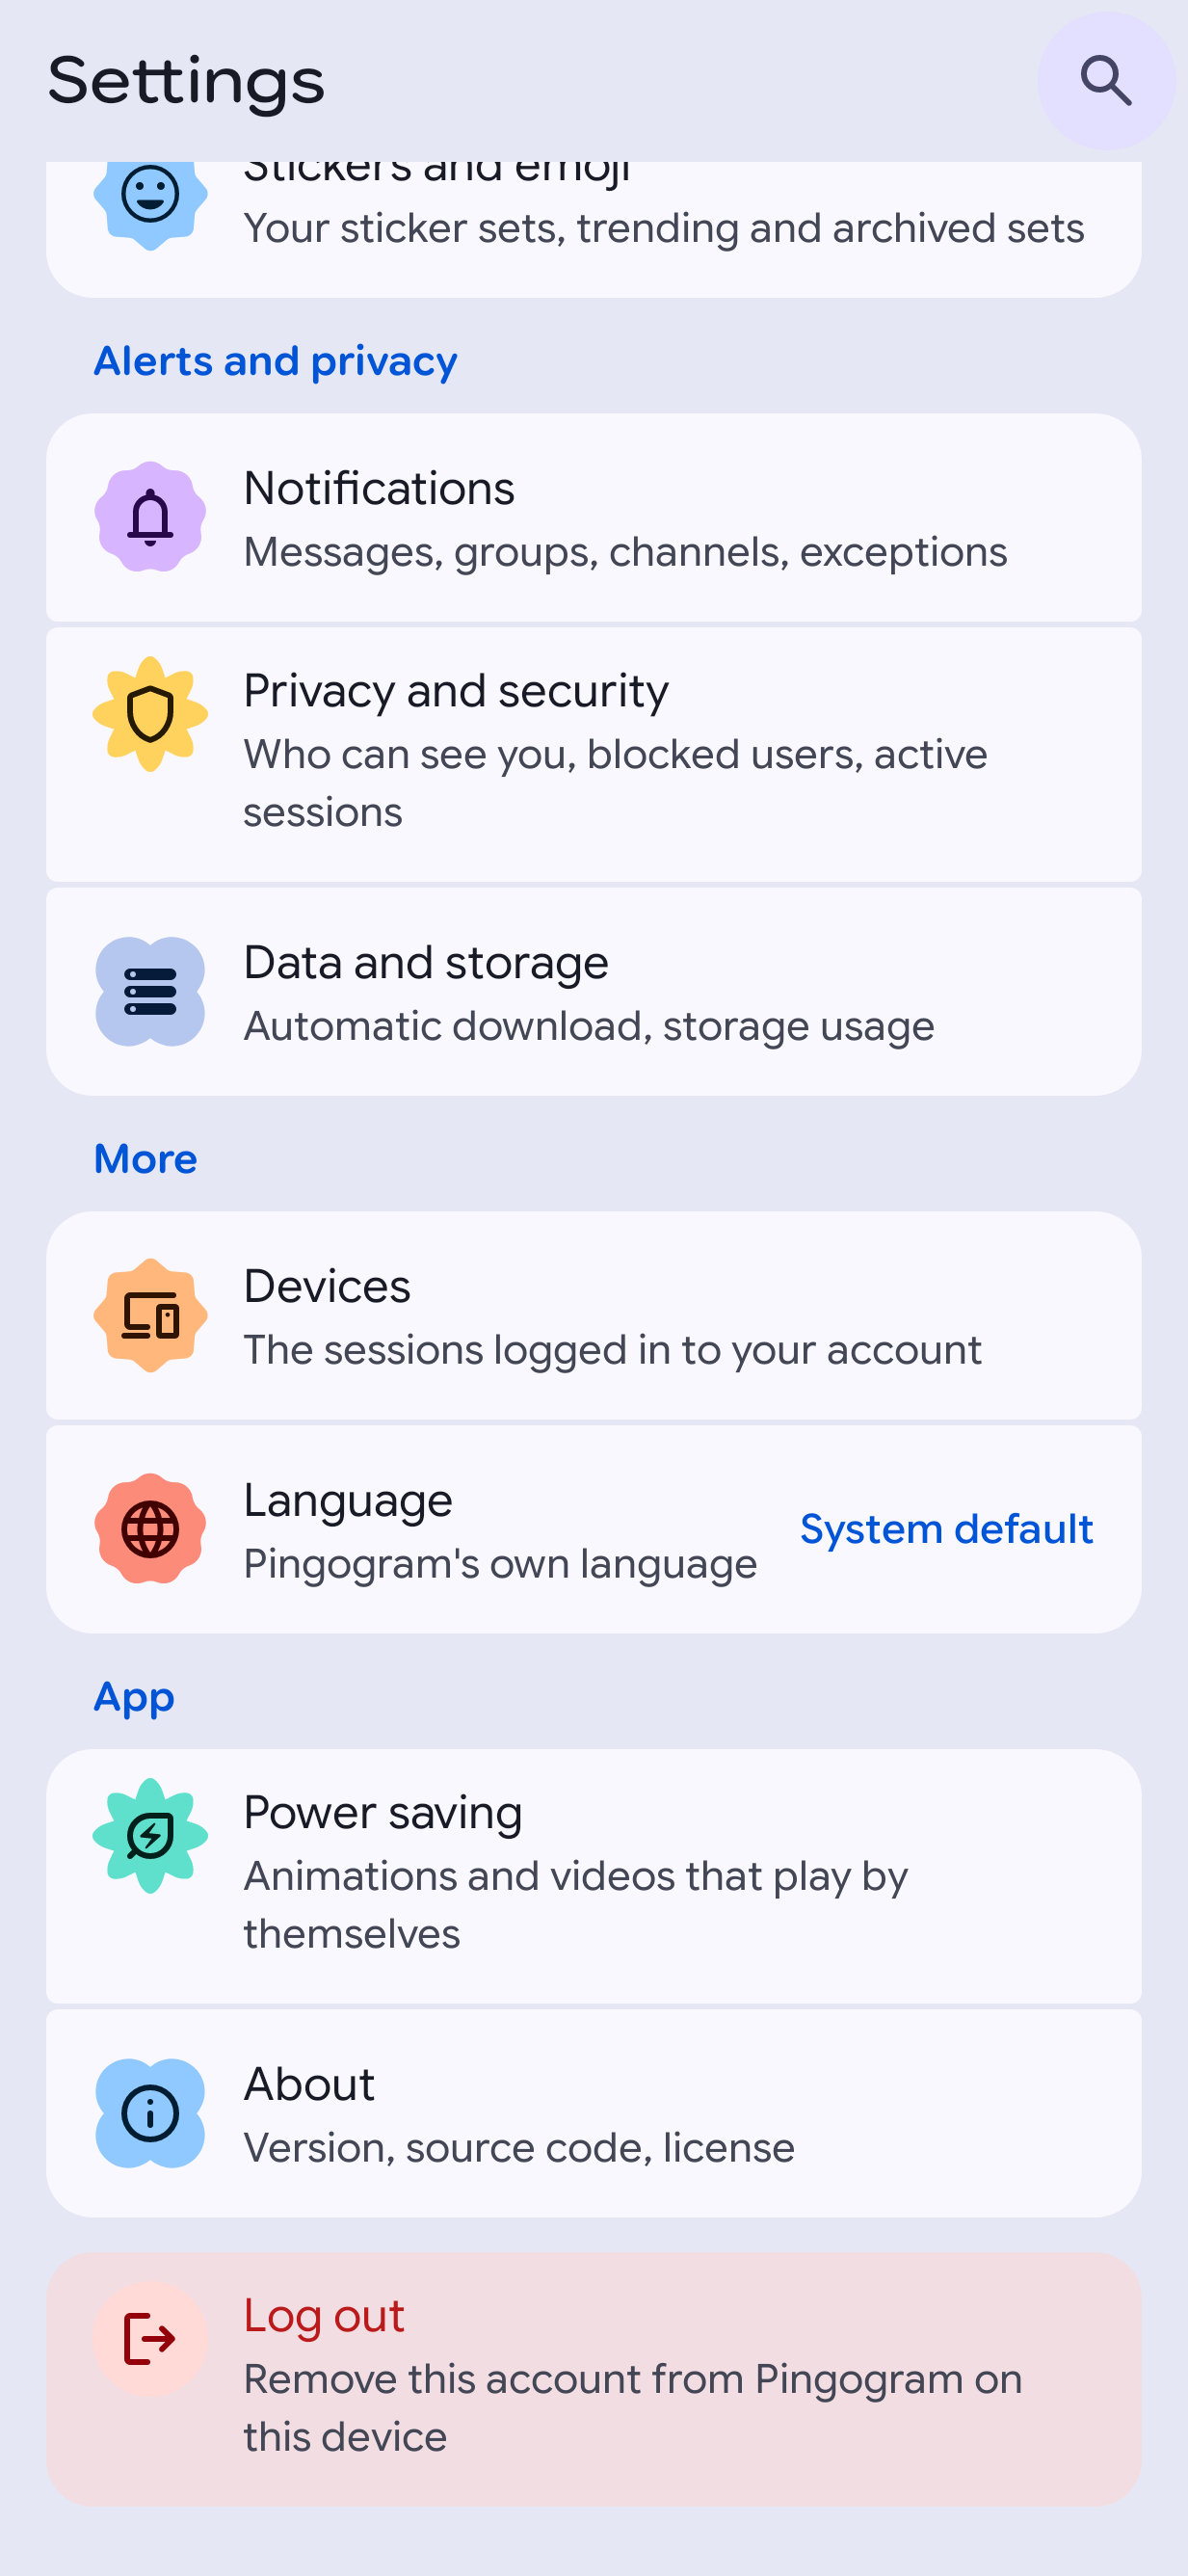 Settings
Stickers and emoji
Your sticker sets, trending and archived sets
Alerts and privacy
Notifications
Messages, groups, channels, exceptions
Privacy and security
Who can see you, blocked users, active
sessions
Data and storage
Automatic download, storage usage
More
Devices
The sessions logged in to your account
Language
Pingogram's own language
System default
App
Power saving
Animations and videos that play by
themselves
About
Version, source code, license
Log out
Remove this account from Pingogram on
this device